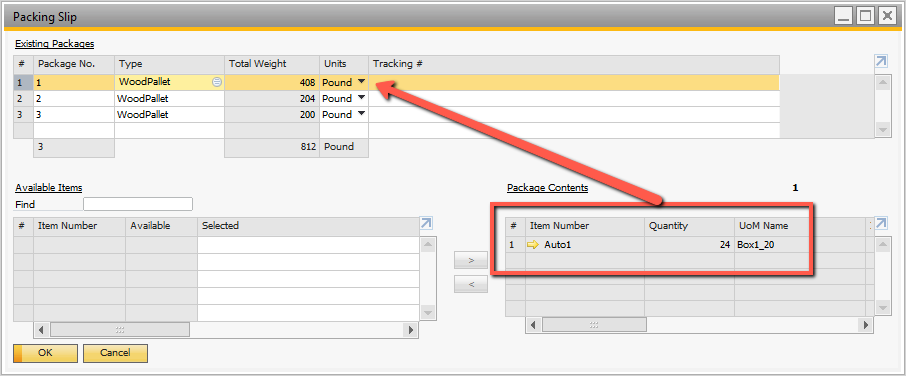 Packing Slip
Existing Packages
# Package No. Type Total Weight Units Tracking #
1 1 WoodPallet 408 Pound
2 2 WoodPallet 204 Pound
3 3 WoodPallet 200 Pound
3 812 Pound
Available Items
Package Contents 1
Find
# Item Number Available Selected
# Item Number Quantity UoM Name
1 Auto1 24 Box1_20
>
<
OK Cancel